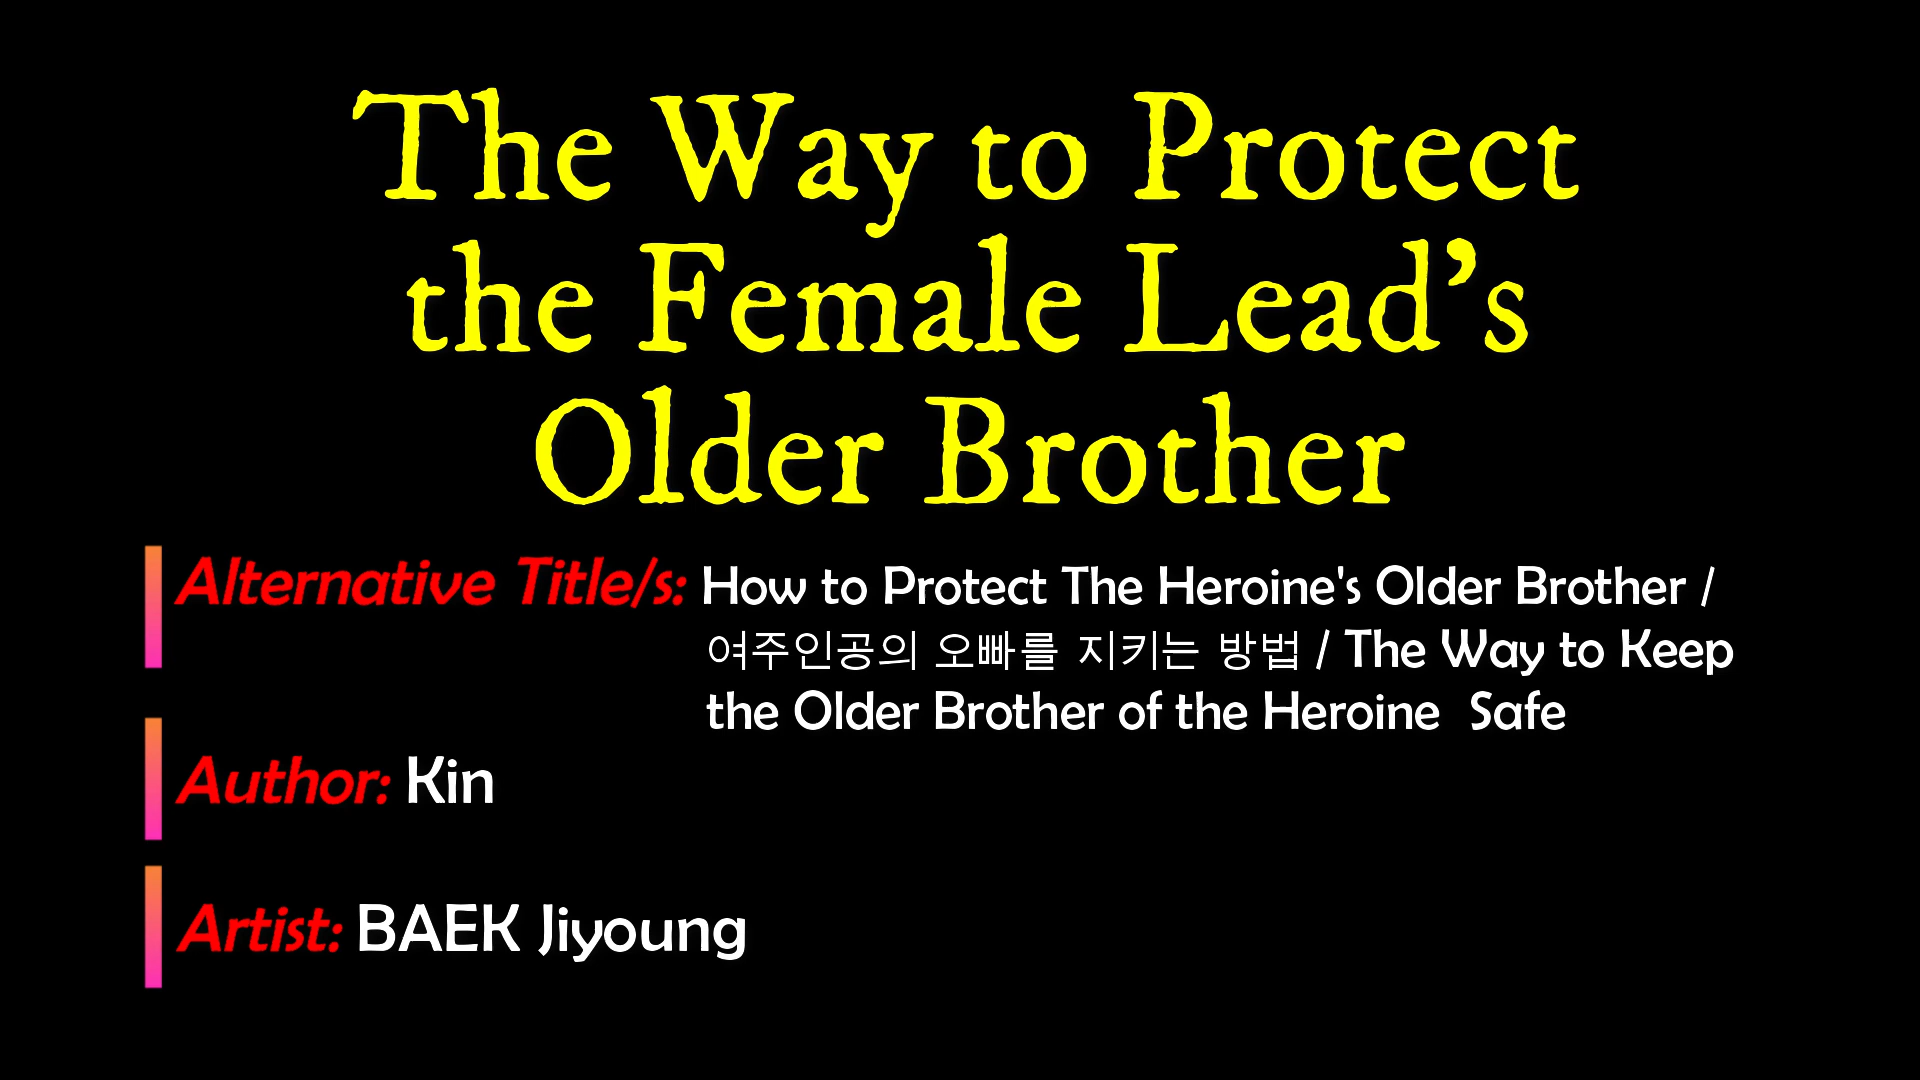 The Way to Protect
the Female Lead’s
Older Brother
Alternative Title/s: How to Protect The Heroine's Older Brother /
여주인공의 오빠를 지키는 방법 / The Way to Keep
the Older Brother of the Heroine  Safe
Author: Kin
Artist: BAEK Jiyoung